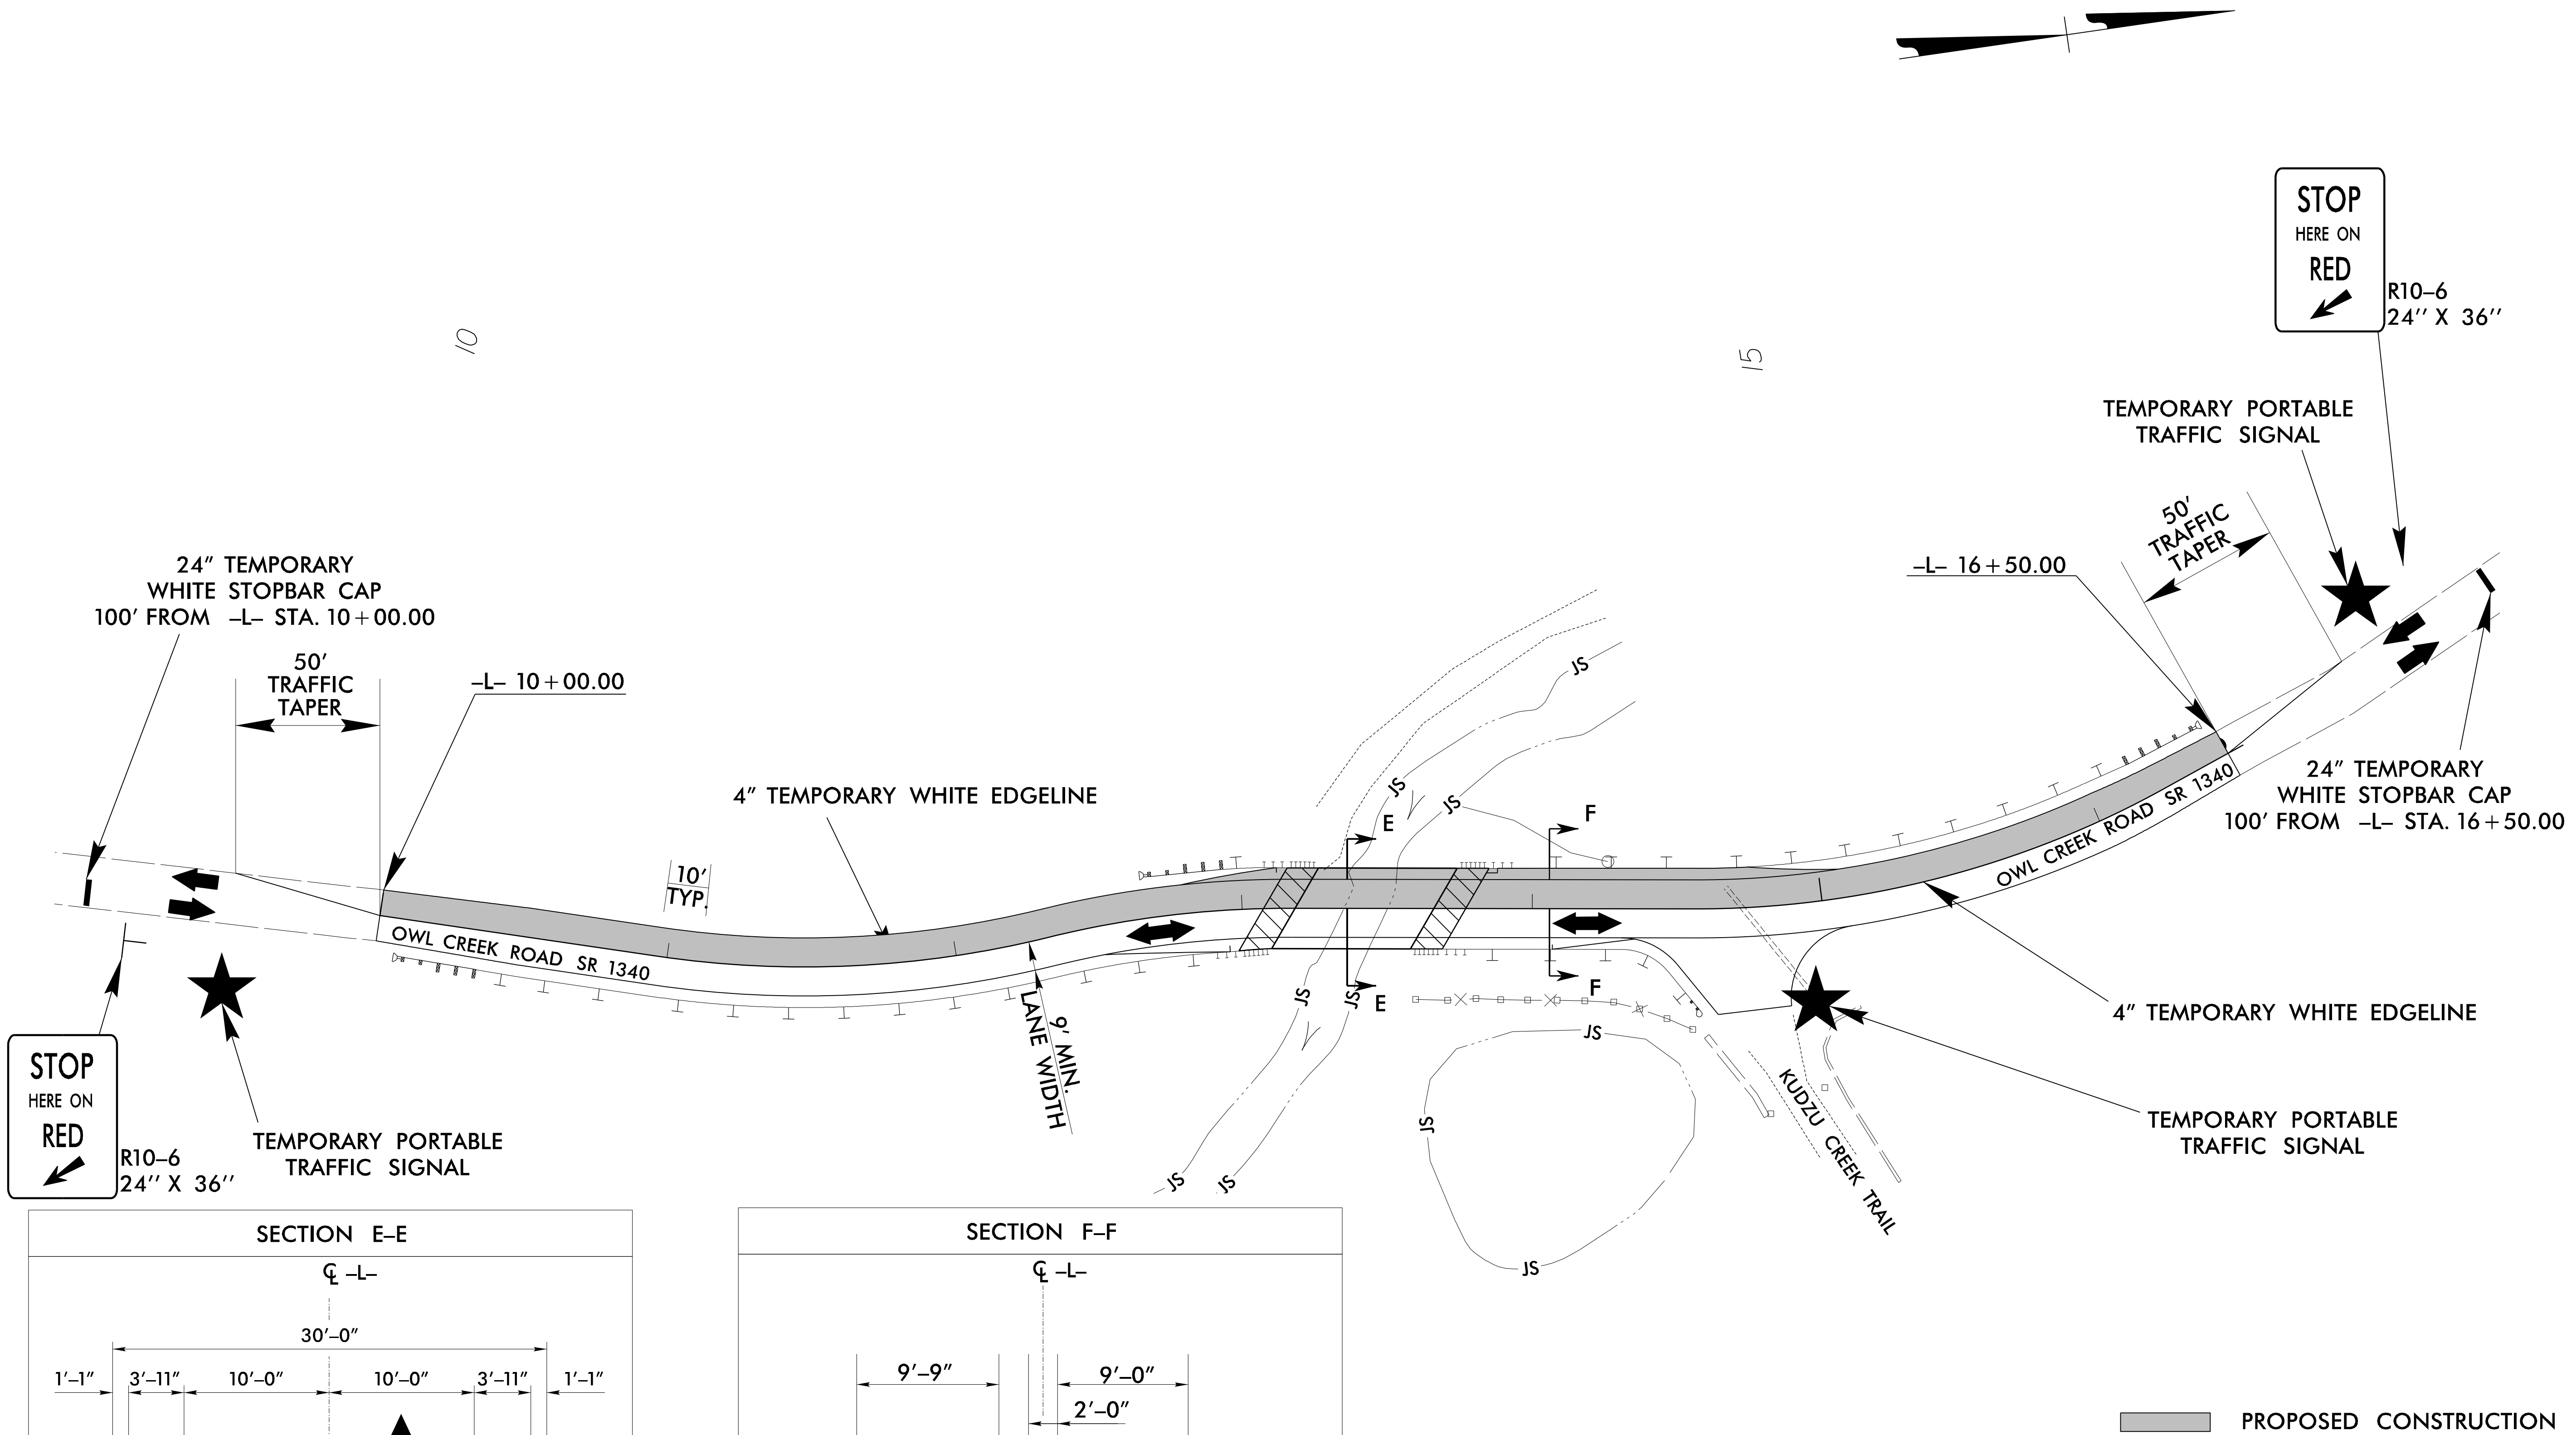 STOP
HERE ON
RED
R10–6
24'' X 36''
10
15
TEMPORARY PORTABLE
TRAFFIC SIGNAL
50'
TRAFFIC
TAPER
–L– 16+50.00
24" TEMPORARY
WHITE STOPBAR CAP
100' FROM –L– STA. 10+00.00
50'
TRAFFIC
TAPER
–L– 10+00.00
4" TEMPORARY WHITE EDGELINE
10'
TYP.
JS
JS
JS
E
F
OWL CREEK ROAD SR 1340
24" TEMPORARY
WHITE STOPBAR CAP
100' FROM –L– STA. 16+50.00
OWL CREEK ROAD SR 1340
9' MIN.
LANE WIDTH
JS
JS
E
F
JS
JS
JS
JS
JS
KUDZU CREEK TRAIL
4" TEMPORARY WHITE EDGELINE
TEMPORARY PORTABLE
TRAFFIC SIGNAL
STOP
HERE ON
RED
R10–6
24'' X 36''
TEMPORARY PORTABLE
TRAFFIC SIGNAL
SECTION E–E
℄ –L–
30'–0"
1'–1" 3'–11" 10'–0" 10'–0" 3'–11" 1'–1"
SECTION F–F
℄ –L–
9'–9" 9'–0"
2'–0"
PROPOSED CONSTRUCTION